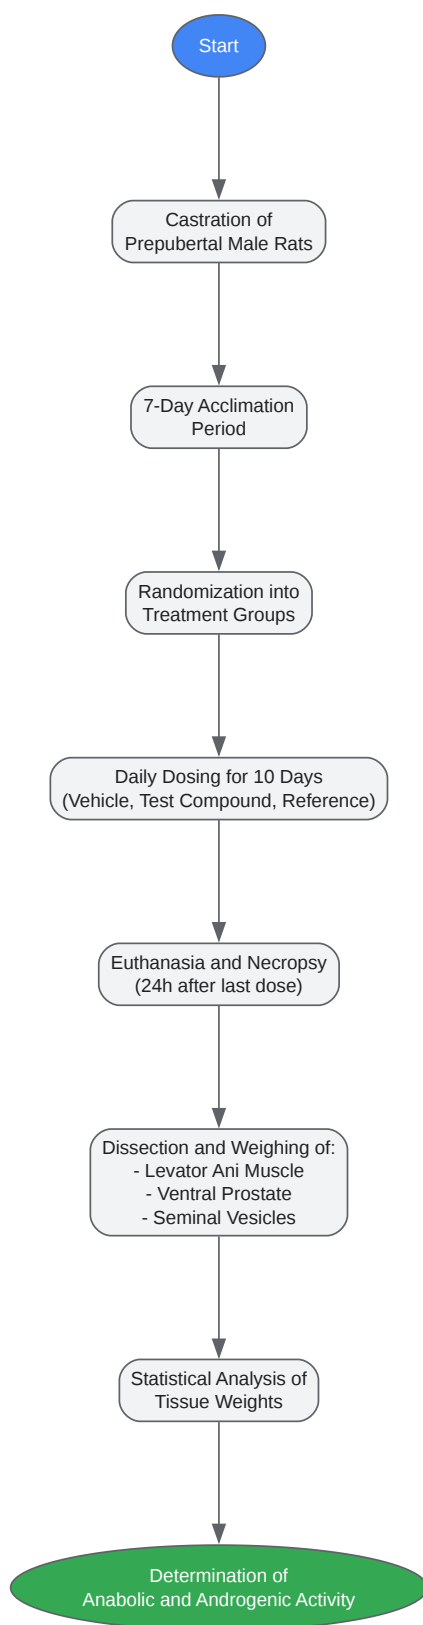 Start
Castration of
Prepubertal Male Rats
7-Day Acclimation
Period
Randomization into
Treatment Groups
Daily Dosing for 10 Days
(Vehicle, Test Compound, Reference)
Euthanasia and Necropsy
(24h after last dose)
Dissection and Weighing of:
- Levator Ani Muscle
- Ventral Prostate
- Seminal Vesicles
Statistical Analysis of
Tissue Weights
Determination of
Anabolic and Androgenic Activity